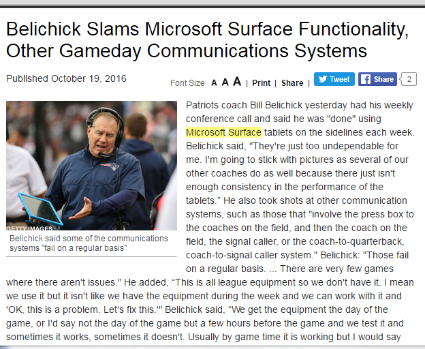 Belichick Slams Microsoft Surface Functionality,
Other Gameday Communications Systems
Published October 19, 2016
Font Size A A A | Print | Share | Tweet Share 2
Patriots coach Bill Belichick yesterday had his weekly
conference call and said he was "done" using
Microsoft Surface tablets on the sidelines each week.
Belichick said, "They're just too undependable for
me. I'm going to stick with pictures as several of our
other coaches do as well because there just isn't
enough consistency in the performance of the
tablets." He also took shots at other communication
systems, such as those that "involve the press box to
the coaches on the field, and then the coach on the
field, the signal caller, or the coach-to-quarterback,
coach-to-signal caller system." Belichick: "Those fail
on a regular basis. ... There are very few games
GETTY IMAGES
Belichick said some of the communications
systems "fail on a regular basis"
where there aren't issues." He added, "This is all league equipment so we don't have it. I mean
we use it but it isn't like we have the equipment during the week and we can work with it and
'OK, this is a problem. Let's fix this.'" Belichick said, "We get the equipment the day of the
game, or I'd say not the day of the game but a few hours before the game and we test it and
sometimes it works, sometimes it doesn't. Usually by game time it is working but I would say